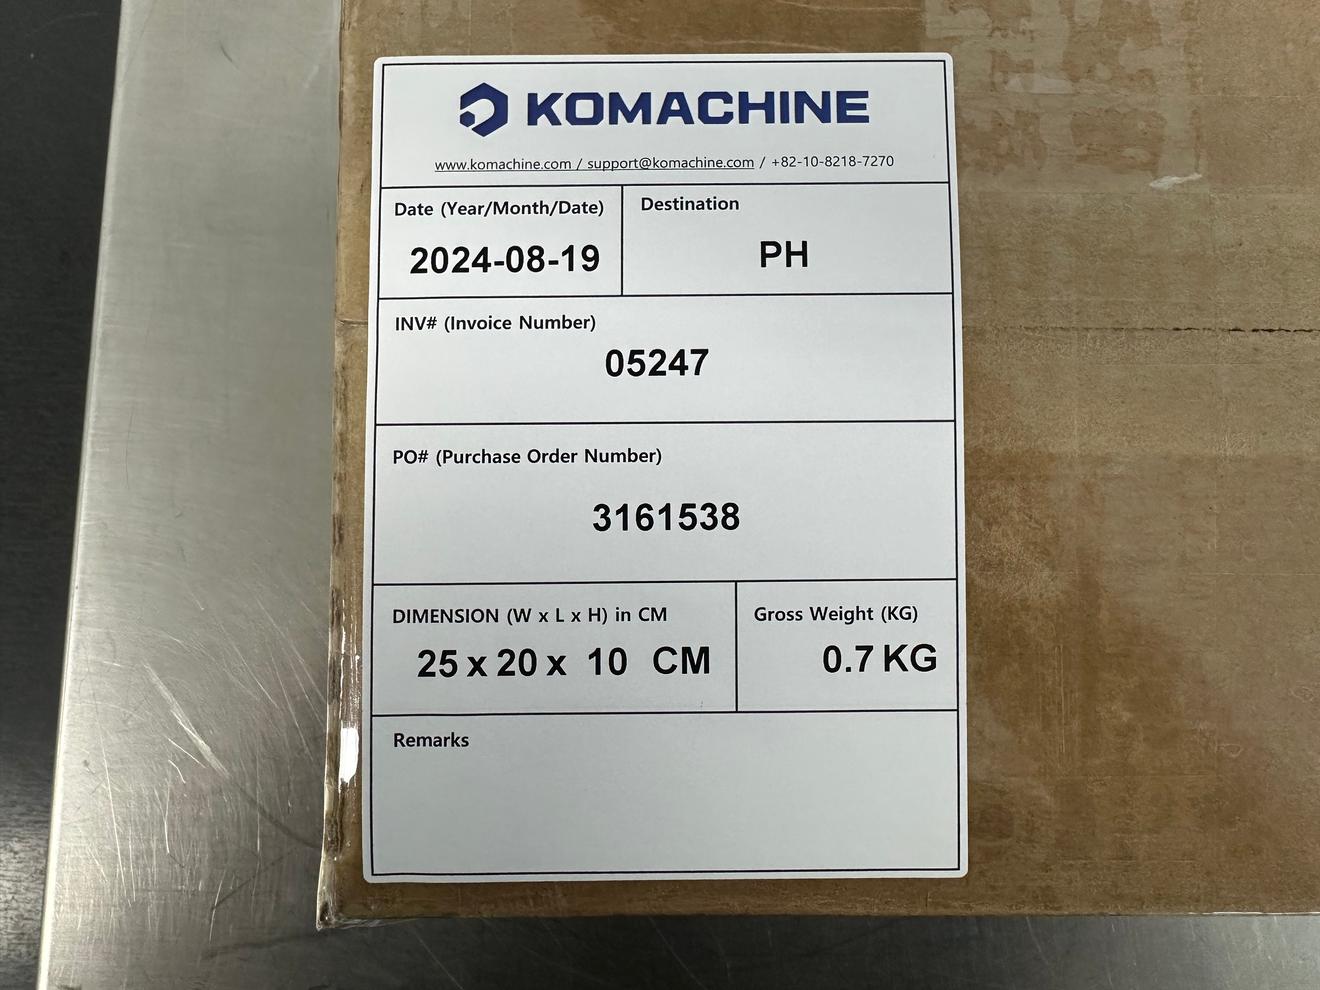 KOMACHINE
www.komachine.com / support@komachine.com / +82-10-8218-7270
Date (Year/Month/Date)
2024-08-19
Destination
PH
INV# (Invoice Number)
05247
PO# (Purchase Order Number)
3161538
DIMENSION (W x L x H) in CM
25 x 20 x 10 CM
Gross Weight (KG)
0.7 KG
Remarks